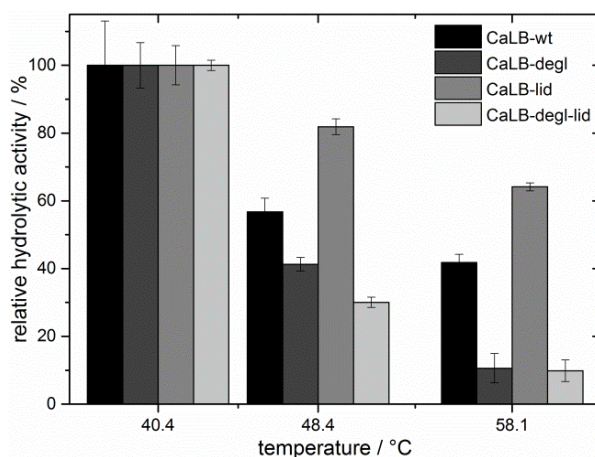 CaLB-wt
CaLB-degl
CaLB-lid
CaLB-degl-lid
relative hydrolytic activity / %
100
80
60
40
20
0
40.4
48.4
58.1
temperature / °C